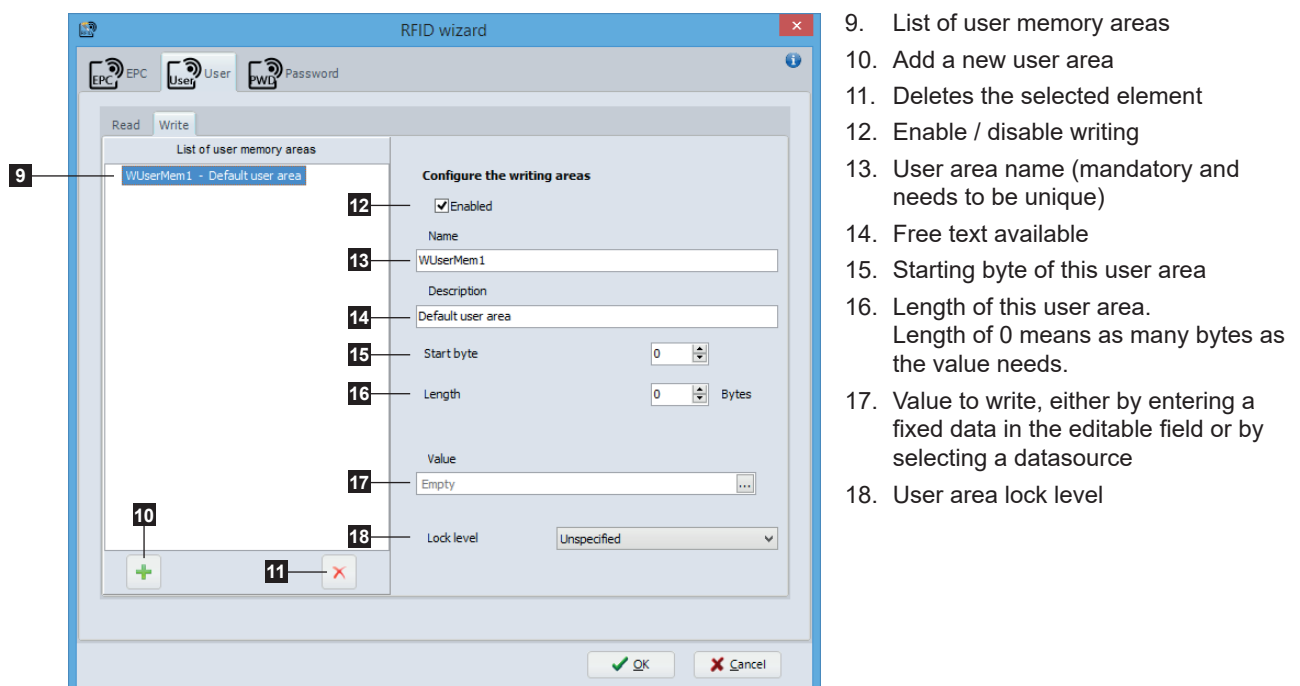 RFID wizard
EPC EPC User User PWD Password
Read Write
List of user memory areas
9 WUserMem1 - Default user area
Configure the writing areas
12 Enabled
Name
13 WUserMem1
Description
14 Default user area
15 Start byte 0
16 Length 0 Bytes
Value
17 Empty ...
10
18 Lock level Unspecified
11
OK Cancel
9. List of user memory areas
10. Add a new user area
11. Deletes the selected element
12. Enable / disable writing
13. User area name (mandatory and
needs to be unique)
14. Free text available
15. Starting byte of this user area
16. Length of this user area.
Length of 0 means as many bytes as
the value needs.
17. Value to write, either by entering a
fixed data in the editable field or by
selecting a datasource
18. User area lock level